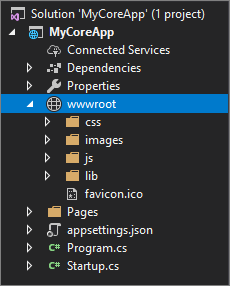 Solution 'MyCoreApp' (1 project)
MyCoreApp
Connected Services
Dependencies
Properties
wwwroot
css
images
js
lib
favicon.ico
Pages
appsettings.json
C# Program.cs
C# Startup.cs